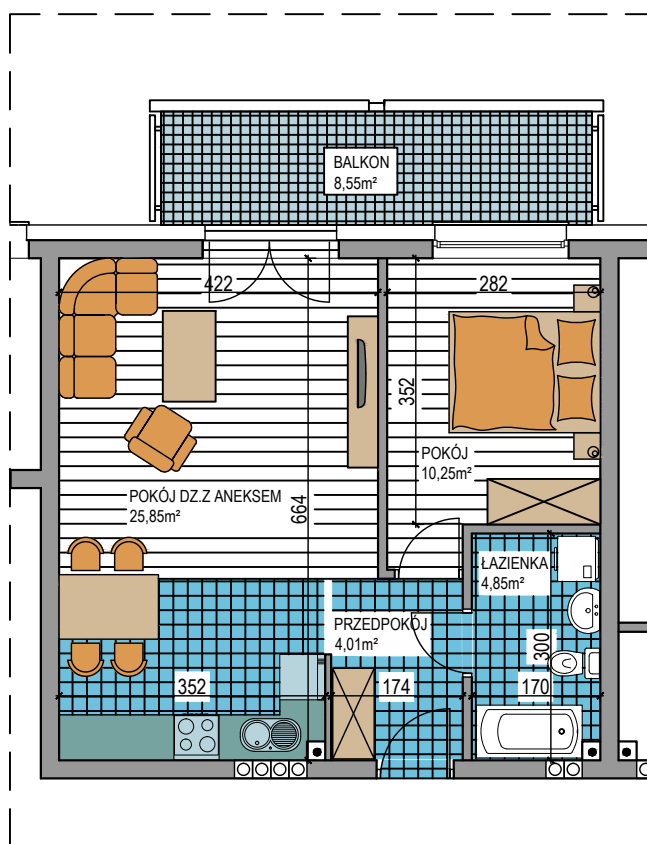 BALKON
8,55m²
422
282
352
POKÓJ
10,25m²
POKÓJ DZ.Z ANEKSEM
25,85m²
664
ŁAZIENKA
4,85m²
PRZEDPOKÓJ
4,01m²
300
352
174
170